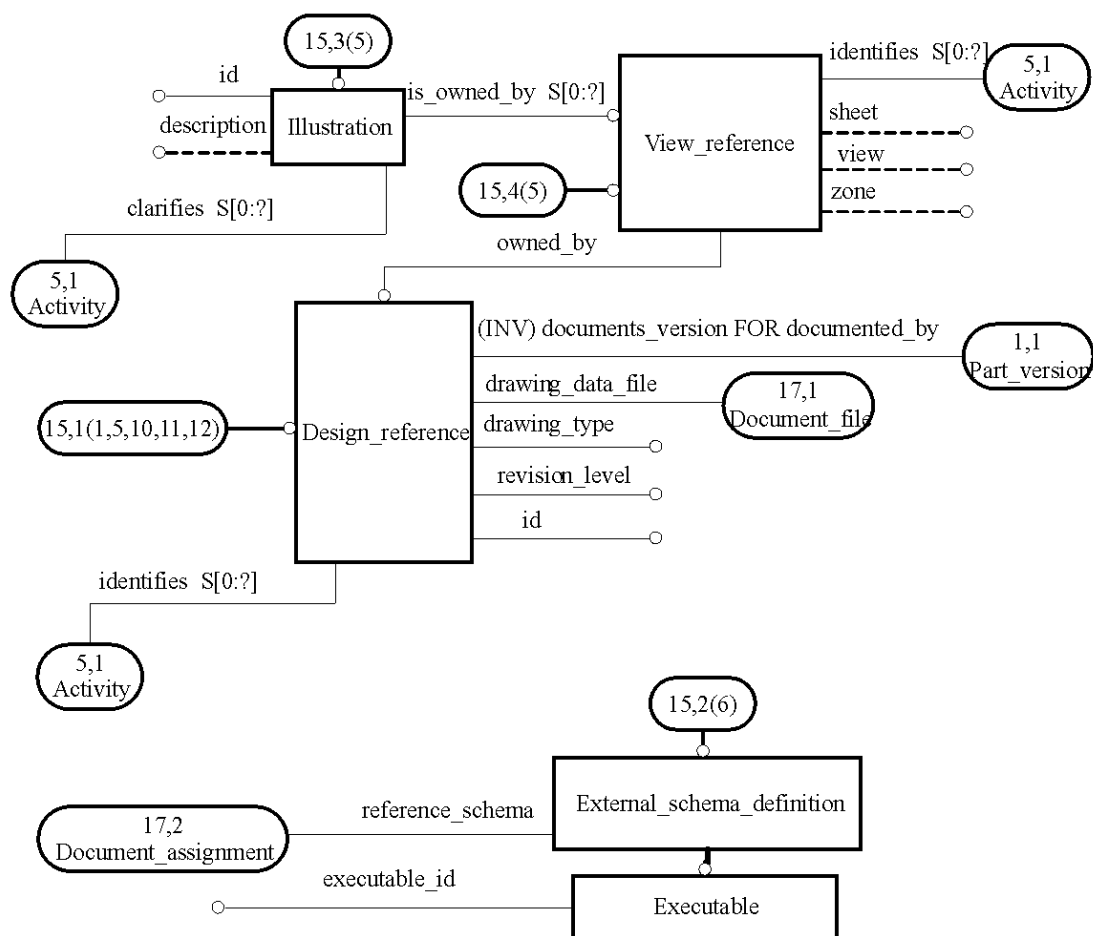 15,3(5)
identifies S[0:?]
5,1
Activity
id
is_owned_by S[0:?]
description
Illustration
View_reference
sheet
view
zone
15,4(5)
clarifies S[0:?]
owned_by
5,1
Activity
(INV) documents_version FOR documented_by
1,1
Part_version
drawing_data_file
17,1
Document_file
15,1(1,5,10,11,12)
Design_reference
drawing_type
revision_level
id
identifies S[0:?]
5,1
Activity
15,2(6)
External_schema_definition
reference_schema
17,2
Document_assignment
executable_id
Executable